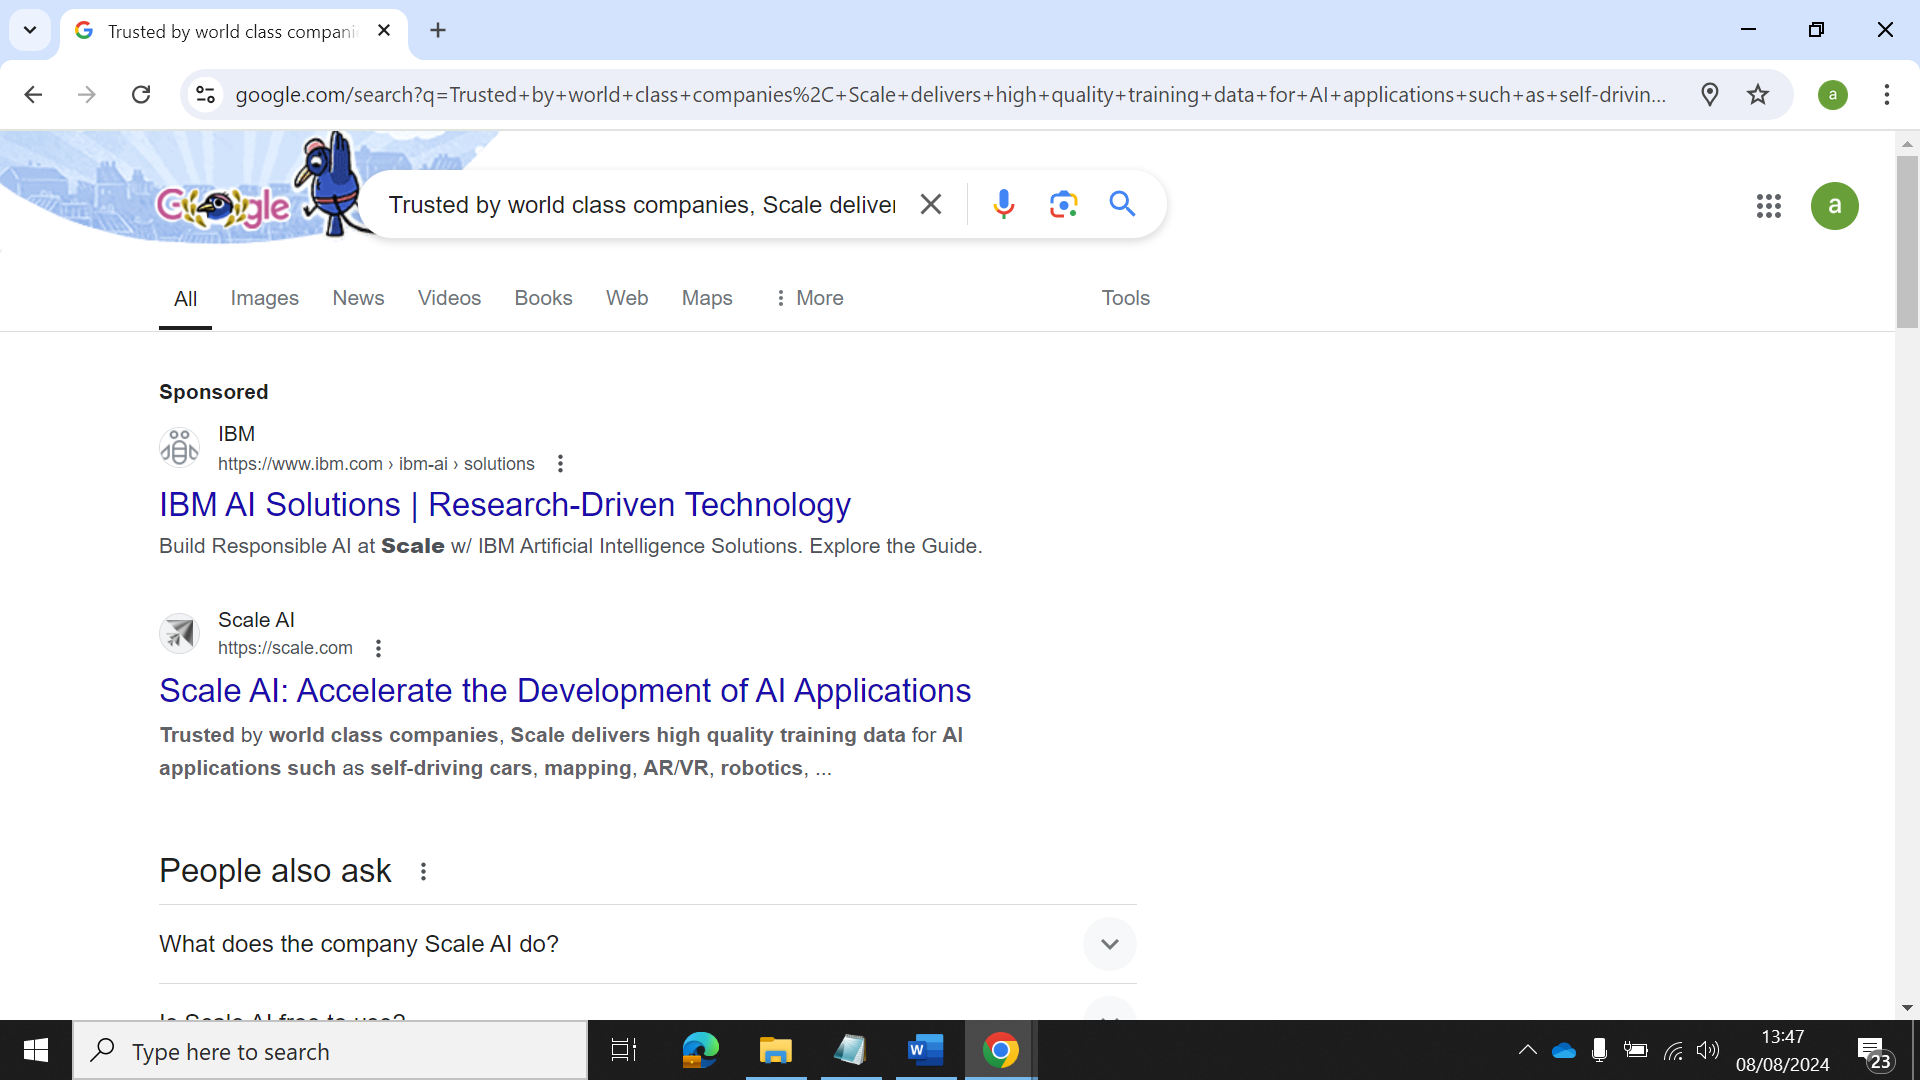 Trusted by world class compani
google.com/search?q=Trusted+by+world+class+companies%2C+Scale+delivers+high+quality+training+data+for+AI+applications+such+as+self-drivin...
a
Google
Trusted by world class companies, Scale deliver
a
All
Images
News
Videos
Books
Web
Maps
More
Tools
Sponsored
IBM
https://www.ibm.com › ibm-ai › solutions
IBM AI Solutions | Research-Driven Technology
Build Responsible AI at Scale w/ IBM Artificial Intelligence Solutions. Explore the Guide.
Scale AI
https://scale.com
Scale AI: Accelerate the Development of AI Applications
Trusted by world class companies, Scale delivers high quality training data for AI
applications such as self-driving cars, mapping, AR/VR, robotics, ...
People also ask
What does the company Scale AI do?
Is Scale AI free to use?
Type here to search
W
13:47
08/08/2024
23